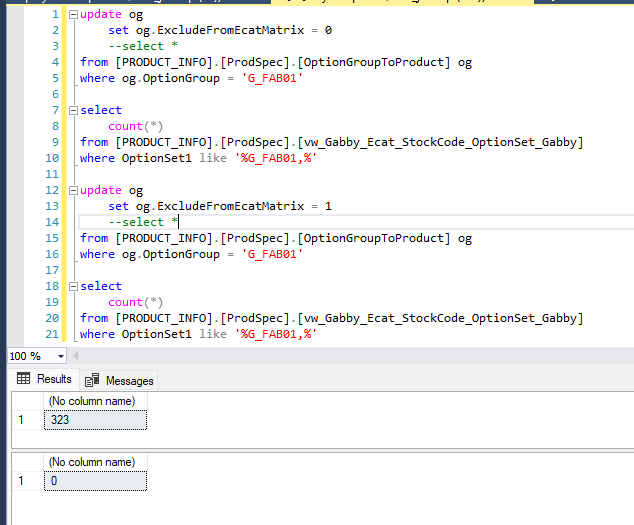 1 update og
2 set og.ExcludeFromEcatMatrix = 0
3 --select *
4 from [PRODUCT_INFO].[ProdSpec].[OptionGroupToProduct] og
5 where og.OptionGroup = 'G_FAB01'
6
7 select
8 count(*)
9 from [PRODUCT_INFO].[ProdSpec].[vw_Gabby_Ecat_StockCode_OptionSet_Gabby]
10 where OptionSet1 like '%G_FAB01,%'
11
12 update og
13 set og.ExcludeFromEcatMatrix = 1
14 --select *
15 from [PRODUCT_INFO].[ProdSpec].[OptionGroupToProduct] og
16 where og.OptionGroup = 'G_FAB01'
17
18 select
19 count(*)
20 from [PRODUCT_INFO].[ProdSpec].[vw_Gabby_Ecat_StockCode_OptionSet_Gabby]
21 where OptionSet1 like '%G_FAB01,%'
100 %
Results Messages
(No column name)
1 323
(No column name)
1 0